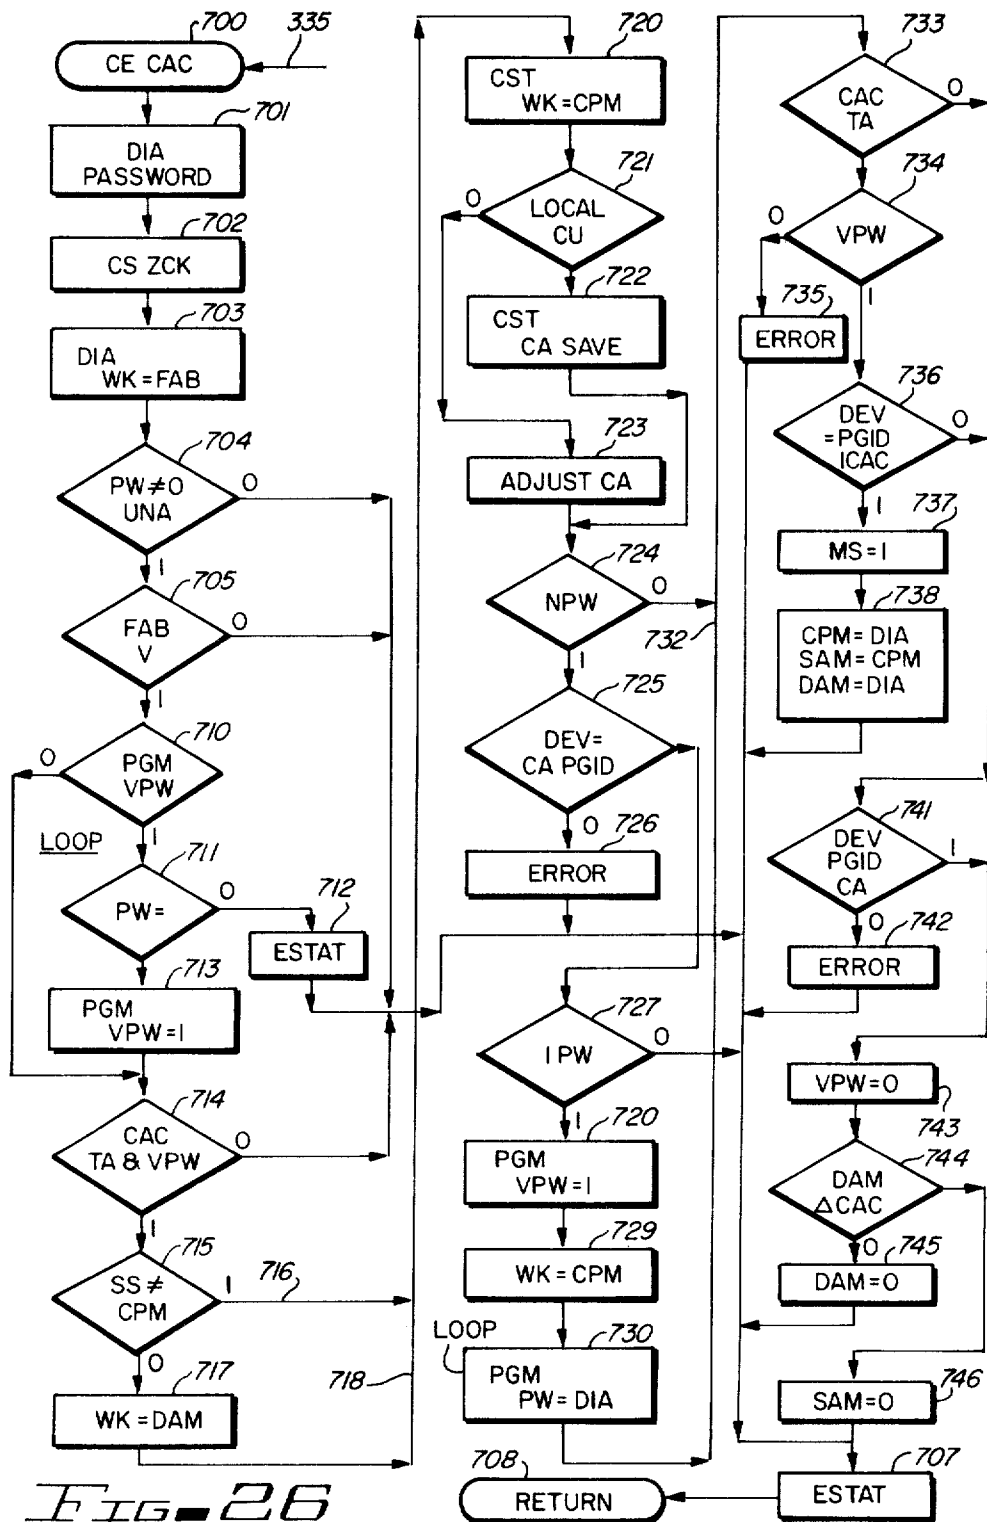 700
CE CAC
335
701
DIA
PASSWORD
702
CS ZCK
703
DIA
WK=FAB
704
PW≠O
UNA
0
1
705
FAB
V
0
1
710
PGM
VPW
0
1
LOOP
711
PW=
0
712
ESTAT
713
PGM
VPW=1
714
CAC
TA & VPW
0
1
715
SS ≠
CPM
1
716
0
717
WK=DAM
718
FIG-26
720
CST
WK=CPM
721
LOCAL
CU
0
722
CST
CA SAVE
723
ADJUST CA
724
NPW
0
732
1
725
DEV=
CA PGID
0
726
ERROR
727
IPW
0
1
720
PGM
VPW=1
729
WK=CPM
LOOP
730
PGM
PW=DIA
708
RETURN
733
CAC
TA
0
734
VPW
0
1
735
ERROR
736
DEV
=PGID
ICAC
0
1
737
MS=1
738
CPM=DIA
SAM=CPM
DAM=DIA
741
DEV
PGID
CA
1
0
742
ERROR
VPW=0
743
744
DAM
△CAC
0
745
DAM=0
SAM=0
746
707
ESTAT